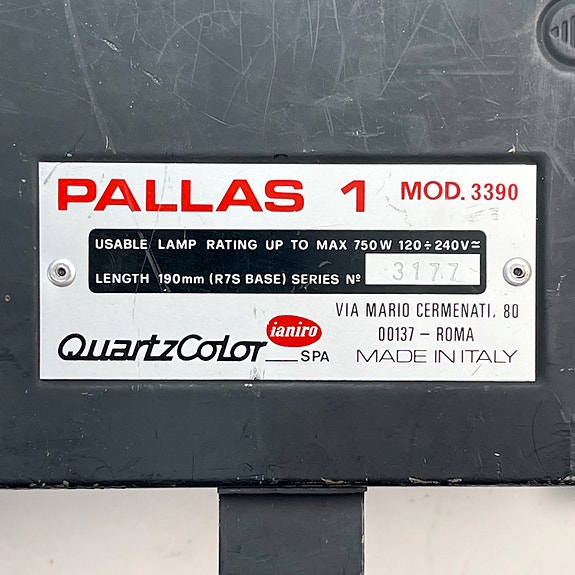 PALLAS 1 MOD. 3390
USABLE LAMP RATING UP TO MAX 750W 120÷240V≂
LENGTH 190mm (R7S BASE) SERIES Nº 3177
VIA MARIO CERMENATI, 80
00137 – ROMA
ianiro
QuartzColor SPA
MADE IN ITALY